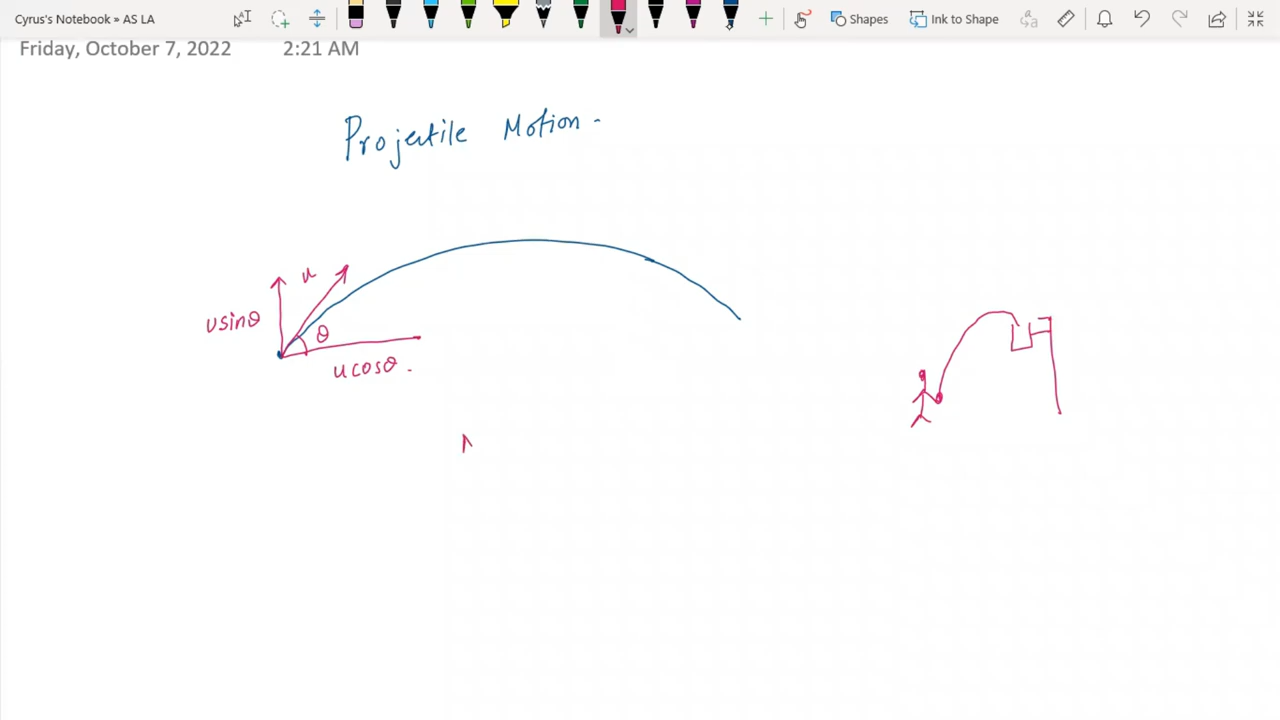 Cyrus's Notebook » AS LA
Shapes
Ink to Shape
Friday, October 7, 2022 2:21 AM
Projectile Motion.
u
usinθ
θ
ucosθ.